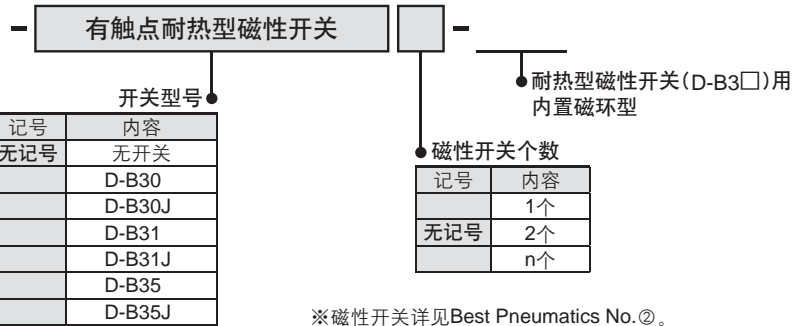 有触点耐热型磁性开关
耐热型磁性开关(D-B3□)用
内置磁环型
开关型号
记号 内容
无记号 无开关
D-B30
D-B30J
D-B31
D-B31J
D-B35
D-B35J
磁性开关个数
记号 内容
1个
无记号 2个
n个
※磁性开关详见Best Pneumatics No.②。